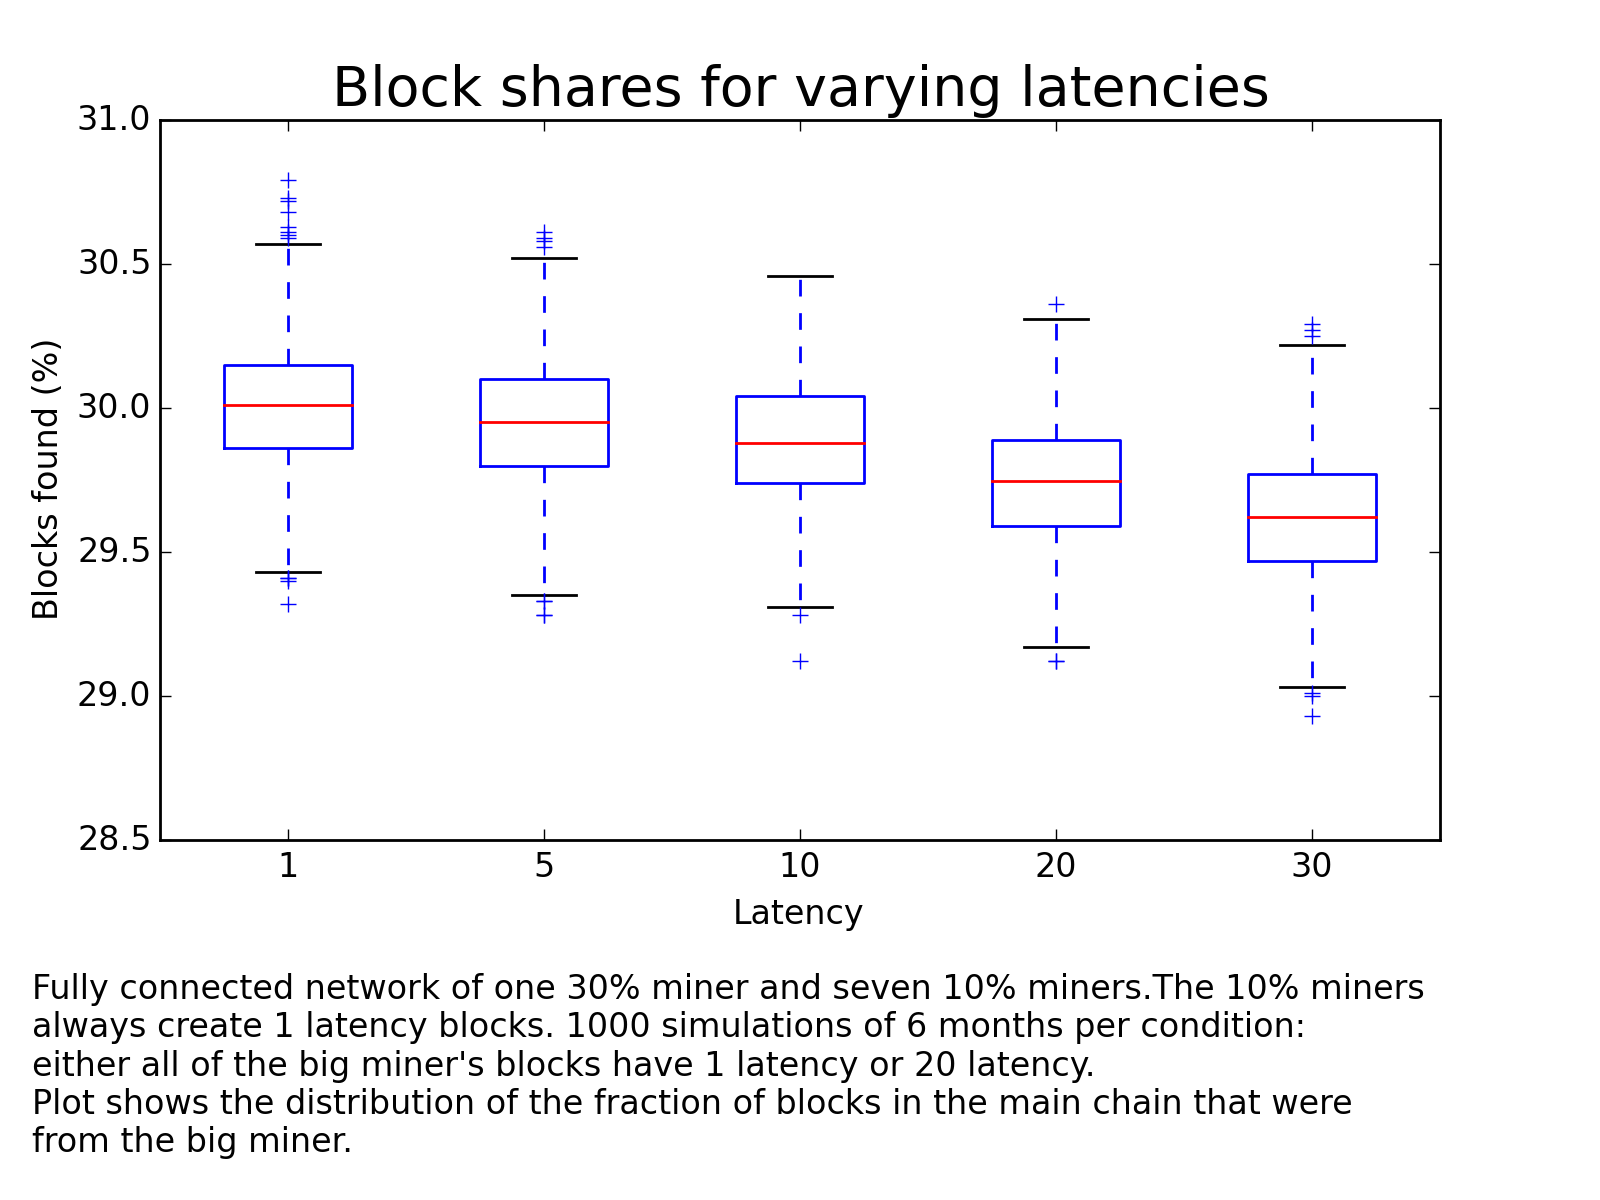 Block shares for varying latencies
31.0
30.5
30.0
29.5
29.0
28.5
Blocks found (%)
1 5 10 20 30
Latency
Fully connected network of one 30% miner and seven 10% miners.The 10% miners
always create 1 latency blocks. 1000 simulations of 6 months per condition:
either all of the big miner's blocks have 1 latency or 20 latency.
Plot shows the distribution of the fraction of blocks in the main chain that were
from the big miner.